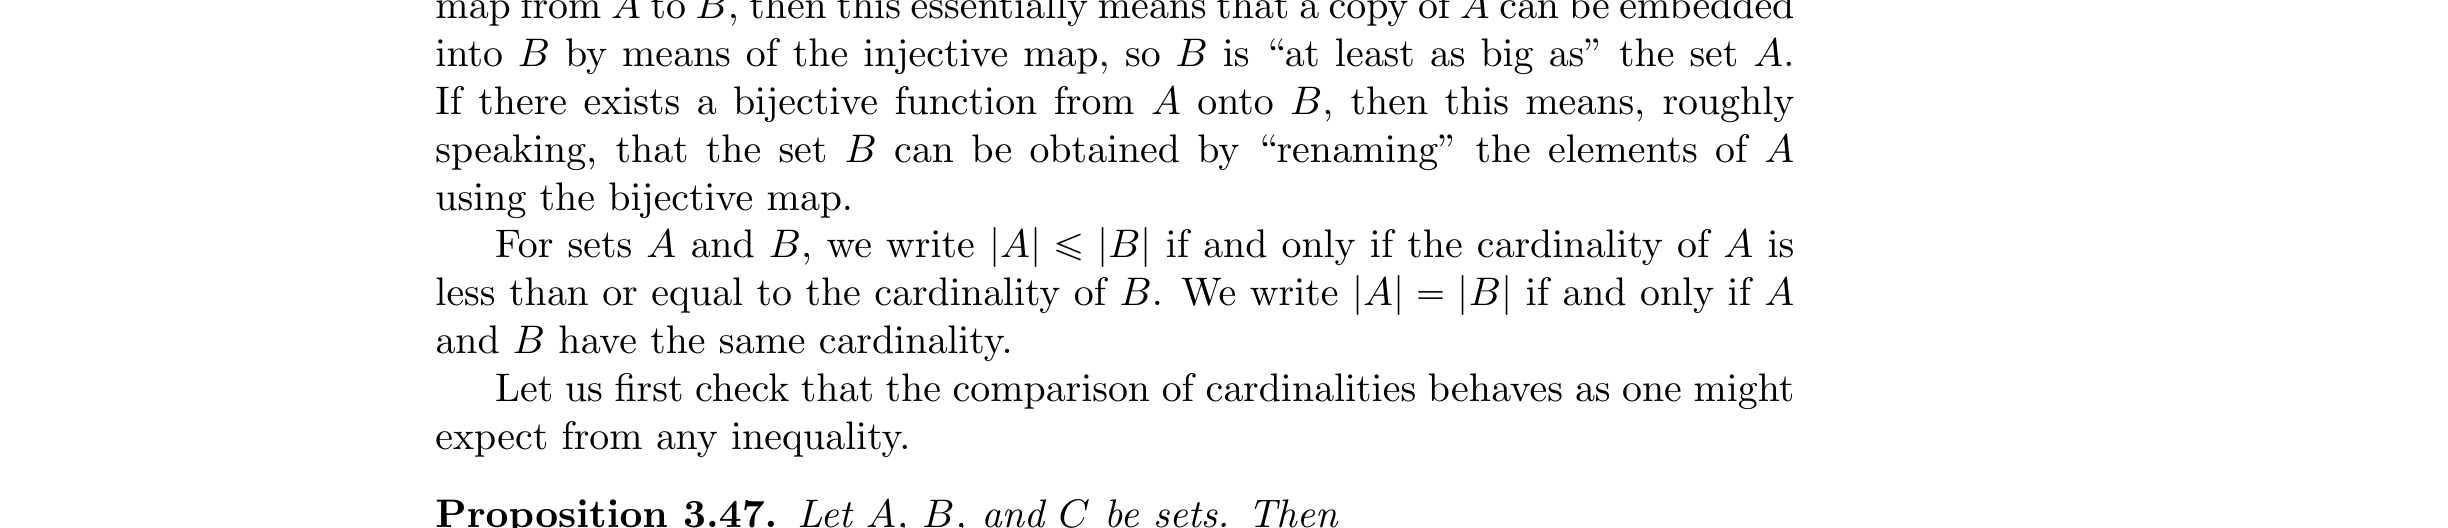 map from A to B, then this essentially means that a copy of A can be embedded
into B by means of the injective map, so B is “at least as big as” the set A.
If there exists a bijective function from A onto B, then this means, roughly
speaking, that the set B can be obtained by “renaming” the elements of A
using the bijective map.
For sets A and B, we write |A| ⩽ |B| if and only if the cardinality of A is
less than or equal to the cardinality of B. We write |A| = |B| if and only if A
and B have the same cardinality.
Let us first check that the comparison of cardinalities behaves as one might
expect from any inequality.
Proposition 3.47. Let A, B, and C be sets. Then